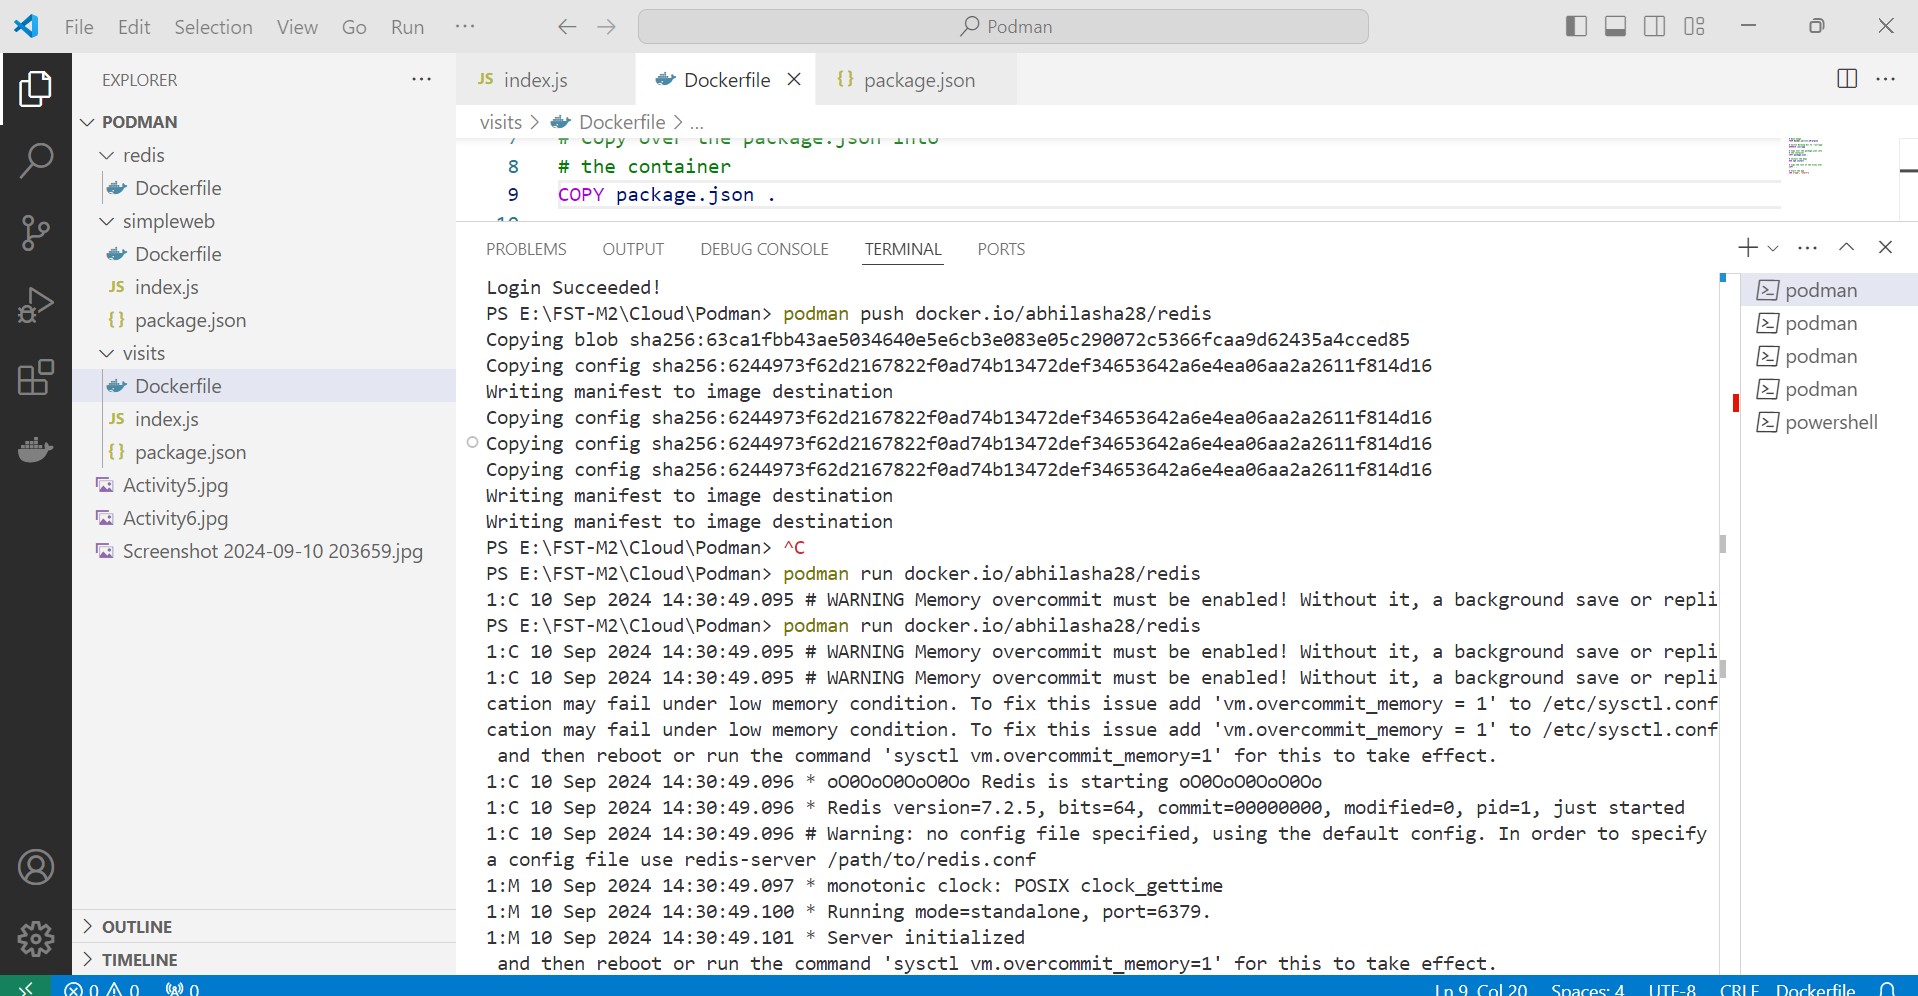 File Edit Selection View Go Run ···
Podman
EXPLORER ···
PODMAN
redis
Dockerfile
simpleweb
Dockerfile
JS index.js
{} package.json
visits
Dockerfile
JS index.js
{} package.json
Activity5.jpg
Activity6.jpg
Screenshot 2024-09-10 203659.jpg
OUTLINE
TIMELINE
JS index.js
Dockerfile
{} package.json
visits > Dockerfile > ...
7 # Copy over the package.json into
8 # the container
9 COPY package.json .
10
PROBLEMS OUTPUT DEBUG CONSOLE TERMINAL PORTS
Login Succeeded!
PS E:\FST-M2\Cloud\Podman> podman push docker.io/abhilasha28/redis
Copying blob sha256:63ca1fbb43ae5034640e5e6cb3e083e05c290072c5366fcaa9d62435a4cced85
Copying config sha256:6244973f62d2167822f0ad74b13472def34653642a6e4ea06aa2a2611f814d16
Writing manifest to image destination
Copying config sha256:6244973f62d2167822f0ad74b13472def34653642a6e4ea06aa2a2611f814d16
Copying config sha256:6244973f62d2167822f0ad74b13472def34653642a6e4ea06aa2a2611f814d16
Copying config sha256:6244973f62d2167822f0ad74b13472def34653642a6e4ea06aa2a2611f814d16
Writing manifest to image destination
Writing manifest to image destination
PS E:\FST-M2\Cloud\Podman> ^C
PS E:\FST-M2\Cloud\Podman> podman run docker.io/abhilasha28/redis
1:C 10 Sep 2024 14:30:49.095 # WARNING Memory overcommit must be enabled! Without it, a background save or repli
PS E:\FST-M2\Cloud\Podman> podman run docker.io/abhilasha28/redis
1:C 10 Sep 2024 14:30:49.095 # WARNING Memory overcommit must be enabled! Without it, a background save or repli
1:C 10 Sep 2024 14:30:49.095 # WARNING Memory overcommit must be enabled! Without it, a background save or repli
cation may fail under low memory condition. To fix this issue add 'vm.overcommit_memory = 1' to /etc/sysctl.conf
cation may fail under low memory condition. To fix this issue add 'vm.overcommit_memory = 1' to /etc/sysctl.conf
and then reboot or run the command 'sysctl vm.overcommit_memory=1' for this to take effect.
1:C 10 Sep 2024 14:30:49.096 * oO0OoO0OoO0Oo Redis is starting oO0OoO0OoO0Oo
1:C 10 Sep 2024 14:30:49.096 * Redis version=7.2.5, bits=64, commit=00000000, modified=0, pid=1, just started
1:C 10 Sep 2024 14:30:49.096 # Warning: no config file specified, using the default config. In order to specify
a config file use redis-server /path/to/redis.conf
1:M 10 Sep 2024 14:30:49.097 * monotonic clock: POSIX clock_gettime
1:M 10 Sep 2024 14:30:49.100 * Running mode=standalone, port=6379.
1:M 10 Sep 2024 14:30:49.101 * Server initialized
and then reboot or run the command 'sysctl vm.overcommit_memory=1' for this to take effect.
podman
podman
podman
podman
powershell
0 0 0
Ln 9, Col 20 Spaces: 4 UTF-8 CRLF Dockerfile